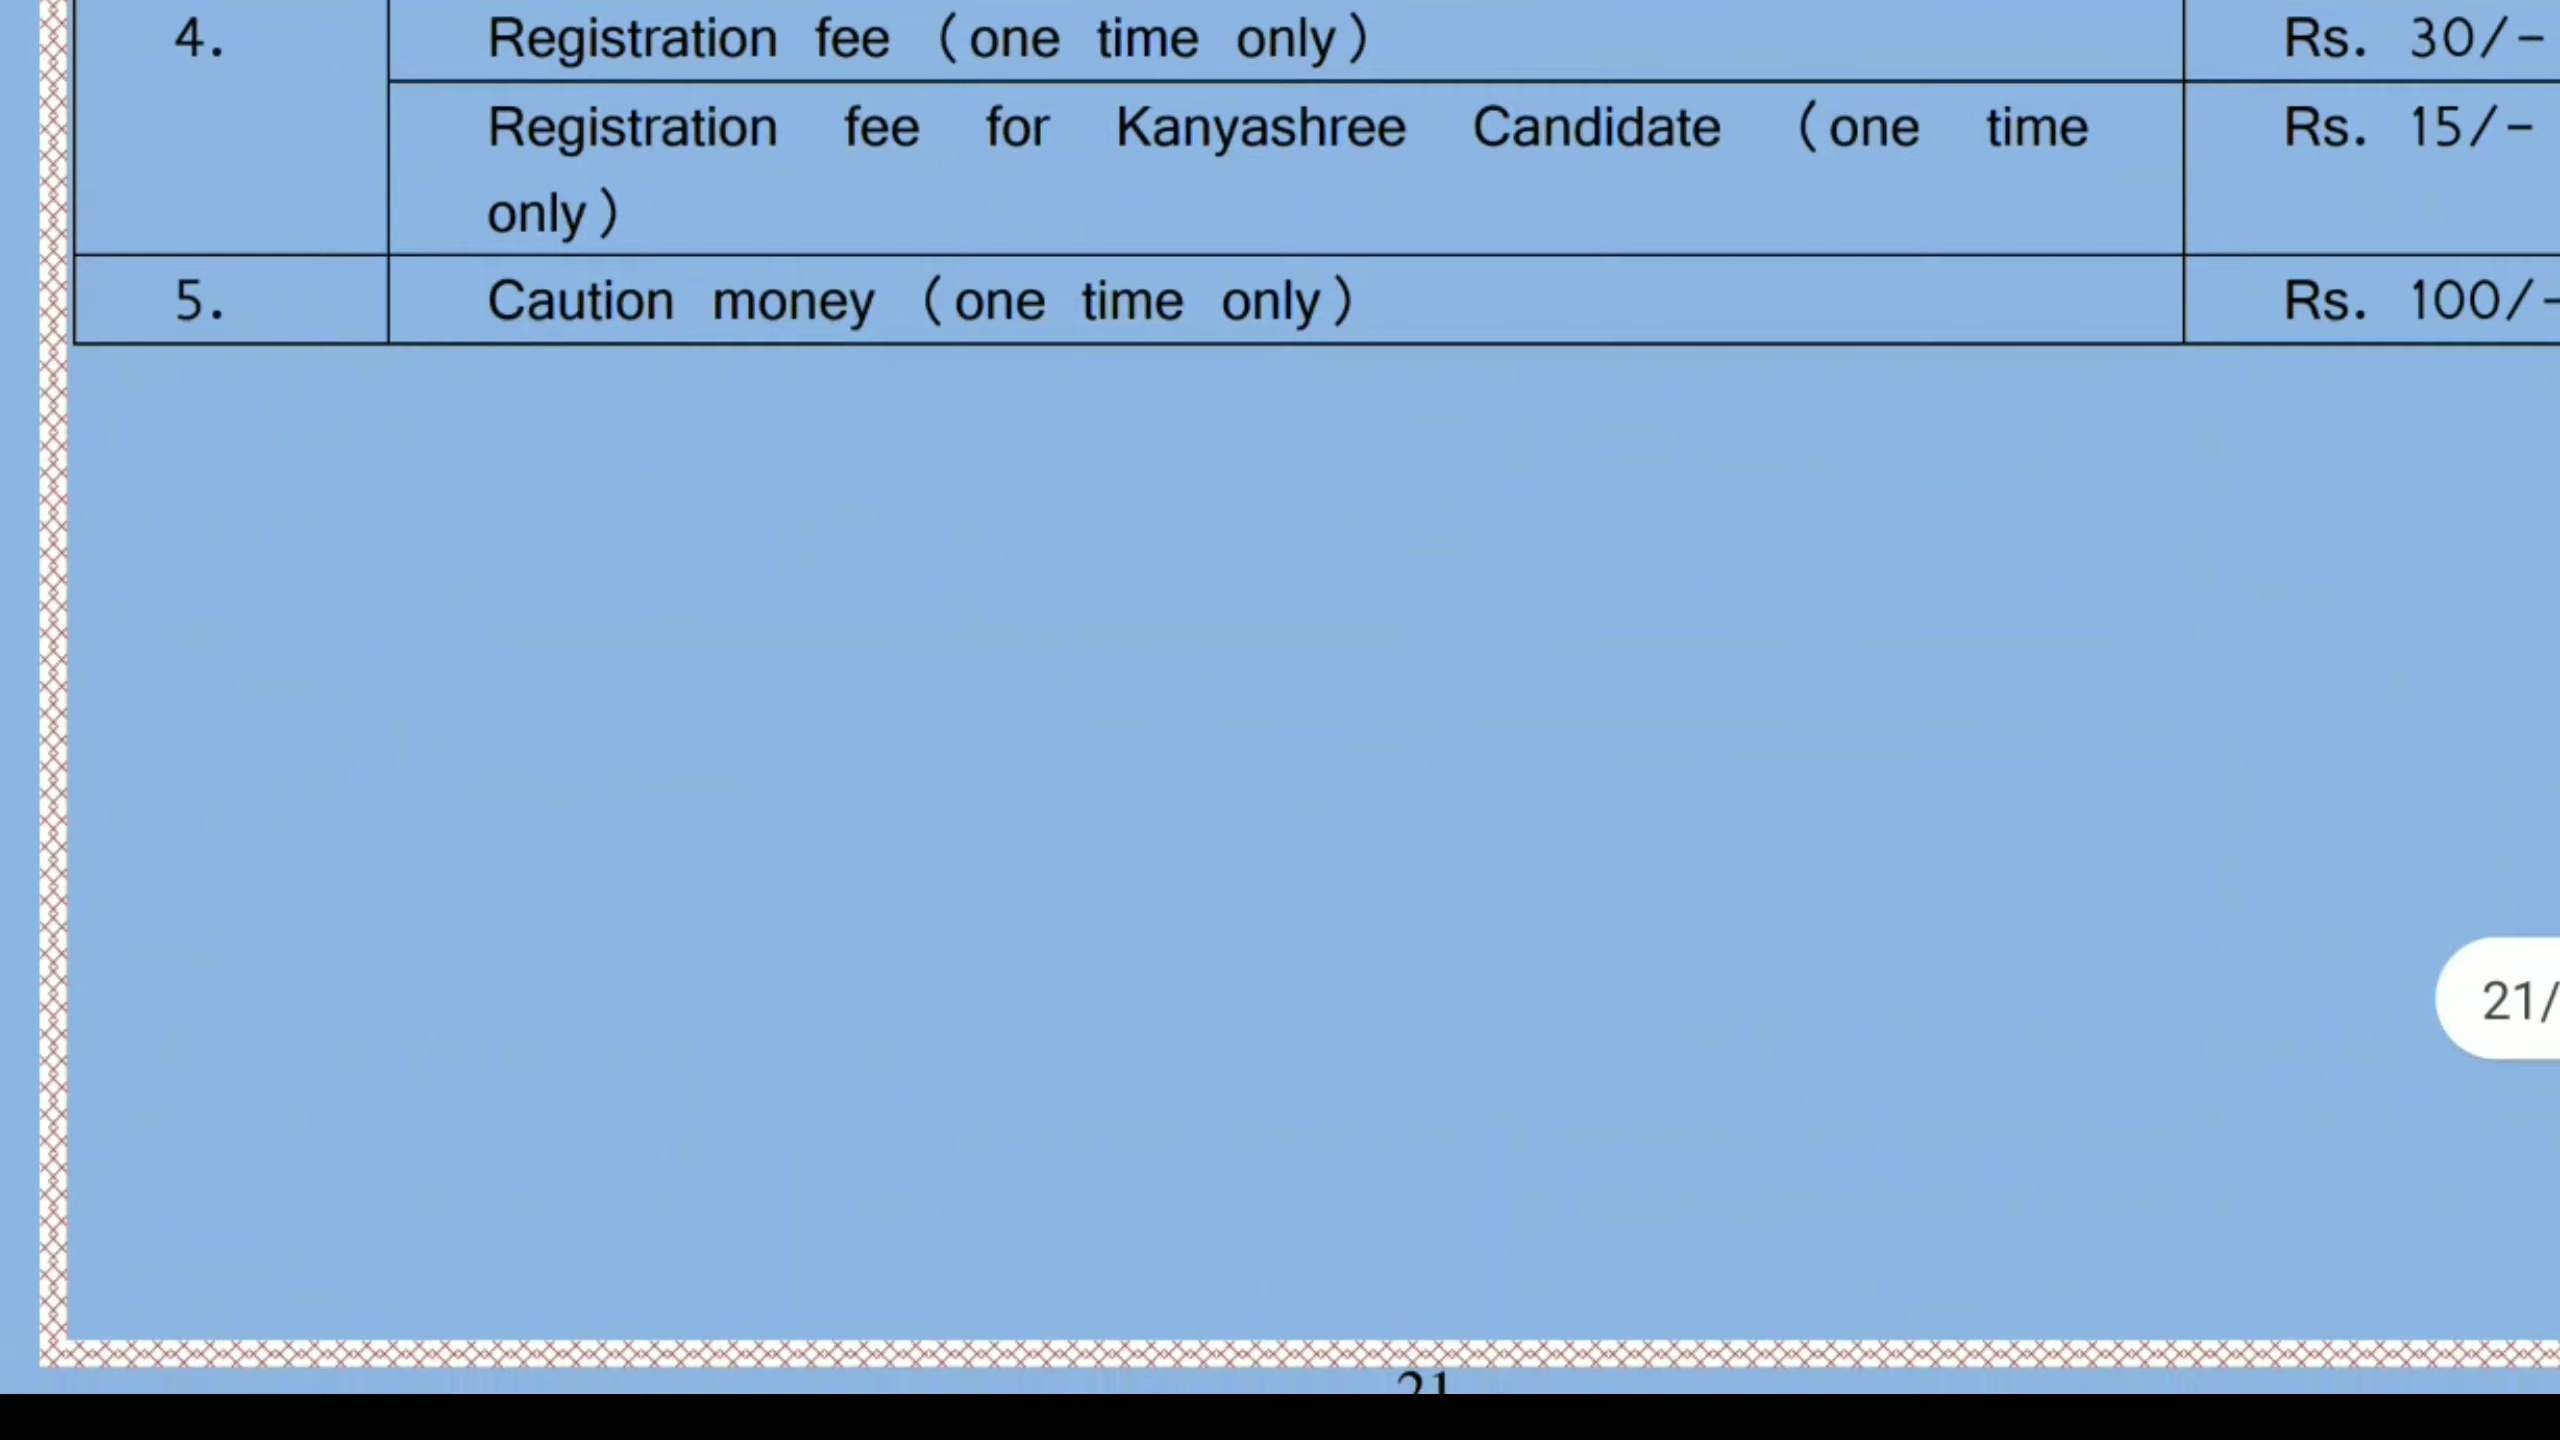 4. Registration fee (one time only) Rs. 30/-
Registration fee for Kanyashree Candidate (one time Rs. 15/-
only)
5. Caution money (one time only) Rs. 100/-
21/
21